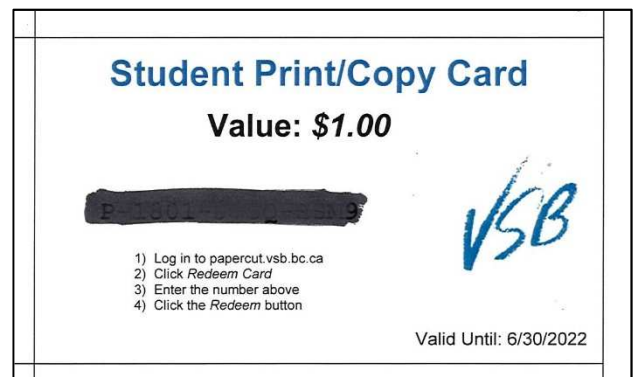 Student Print/Copy Card
Value: $1.00
1) Log in to papercut.vsb.bc.ca
2) Click Redeem Card
3) Enter the number above
4) Click the Redeem button
VSB
Valid Until: 6/30/2022